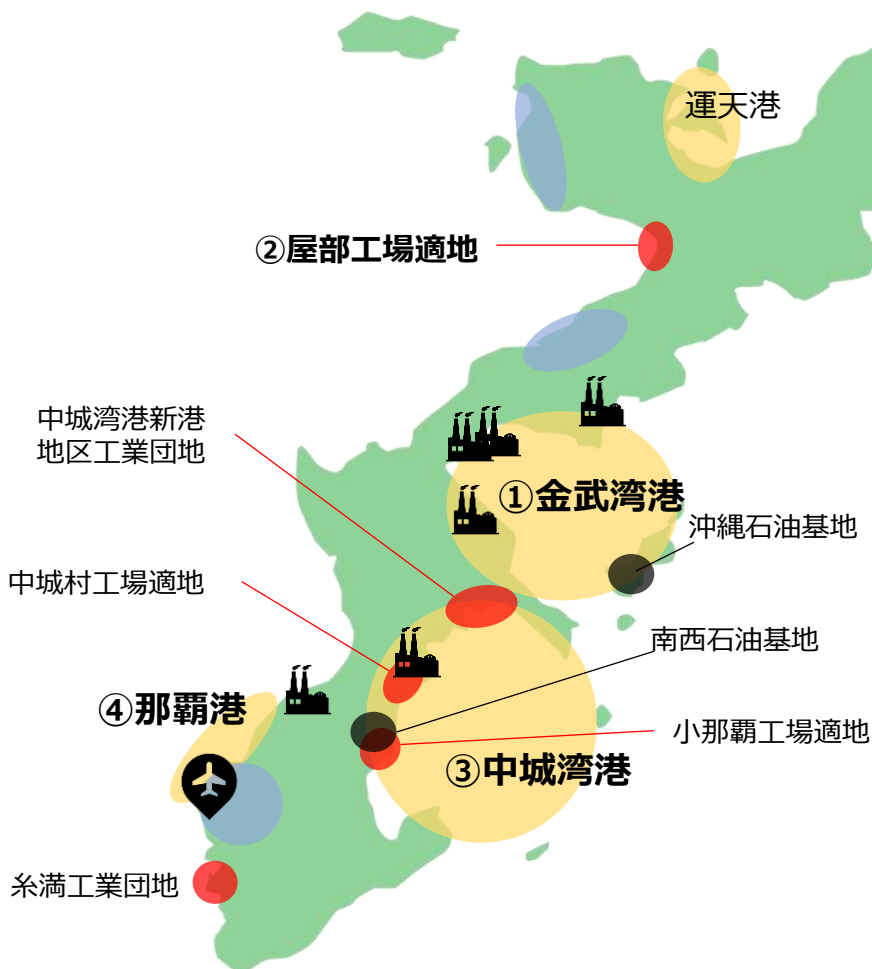 運天港
②屋部工場適地
中城湾港新港
地区工業団地
①金武湾港
沖縄石油基地
中城村工場適地
南西石油基地
④那覇港
小那覇工場適地
③中城湾港
糸満工業団地